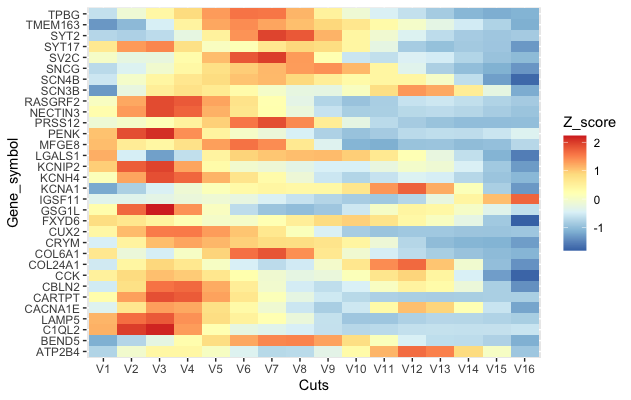 TPBG
TMEM163
SYT2
SYT17
SV2C
SNCG
SCN4B
SCN3B
RASGRF2
NECTIN3
PRSS12
PENK
MFGE8
LGALS1
KCNIP2
KCNH4
KCNA1
IGSF11
GSG1L
FXYD6
CUX2
CRYM
COL6A1
COL24A1
CCK
CBLN2
CARTPT
CACNA1E
LAMP5
C1QL2
BEND5
ATP2B4
Gene_symbol
V1 V2 V3 V4 V5 V6 V7 V8 V9 V10 V11 V12 V13 V14 V15 V16
Cuts
Z_score
2
1
0
-1